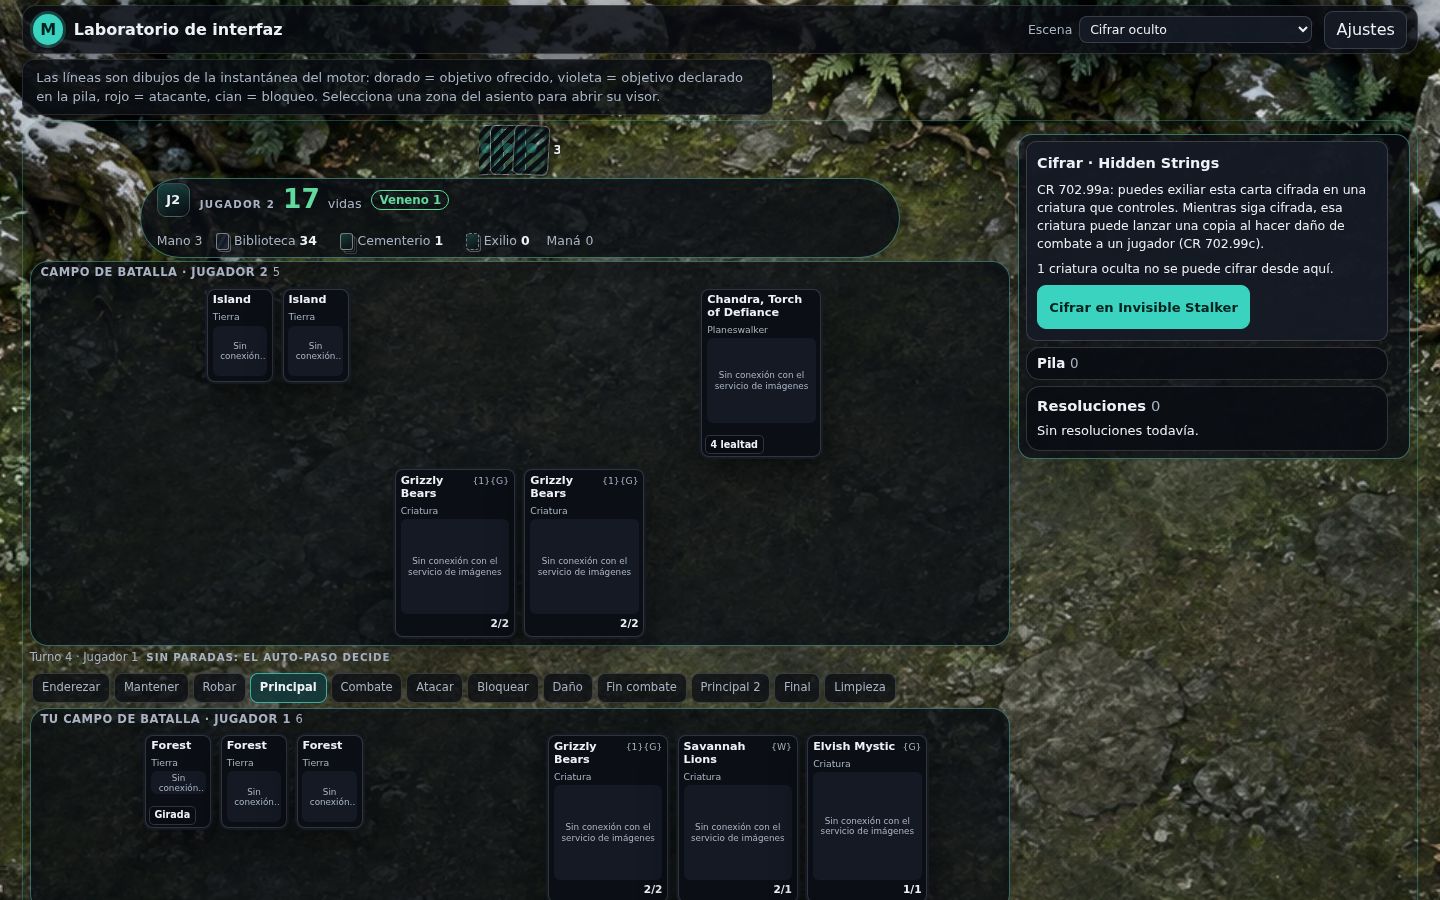 M Laboratorio de interfaz
Escena Cifrar oculto Ajustes
Las líneas son dibujos de la instantánea del motor: dorado = objetivo ofrecido, violeta = objetivo declarado
en la pila, rojo = atacante, cian = bloqueo. Selecciona una zona del asiento para abrir su visor.
3
J2 JUGADOR 2 17 vidas Veneno 1
Mano 3 Biblioteca 34 Cementerio 1 Exilio 0 Maná 0
CAMPO DE BATALLA · JUGADOR 2 5
Island
Tierra
Sin
conexión..
Island
Tierra
Sin
conexión..
Chandra, Torch
of Defiance
Planeswalker
Sin conexión con el
servicio de imágenes
4 lealtad
Grizzly
Bears
{1}{G}
Criatura
Sin conexión con el
servicio de imágenes
2/2
Grizzly
Bears
{1}{G}
Criatura
Sin conexión con el
servicio de imágenes
2/2
Turno 4 · Jugador 1 SIN PARADAS: EL AUTO-PASO DECIDE
Enderezar Mantener Robar Principal Combate Atacar Bloquear Daño Fin combate Principal 2 Final Limpieza
TU CAMPO DE BATALLA · JUGADOR 1 6
Forest
Tierra
Sin
conexión..
Girada
Forest
Tierra
Sin
conexión..
Forest
Tierra
Sin
conexión..
Grizzly
Bears
{1}{G}
Criatura
Sin conexión con el
servicio de imágenes
2/2
Savannah
Lions
{W}
Criatura
Sin conexión con el
servicio de imágenes
2/1
Elvish Mystic {G}
Criatura
Sin conexión con el
servicio de imágenes
1/1
Cifrar · Hidden Strings
CR 702.99a: puedes exiliar esta carta cifrada en una
criatura que controles. Mientras siga cifrada, esa
criatura puede lanzar una copia al hacer daño de
combate a un jugador (CR 702.99c).
1 criatura oculta no se puede cifrar desde aquí.
Cifrar en Invisible Stalker
Pila 0
Resoluciones 0
Sin resoluciones todavía.